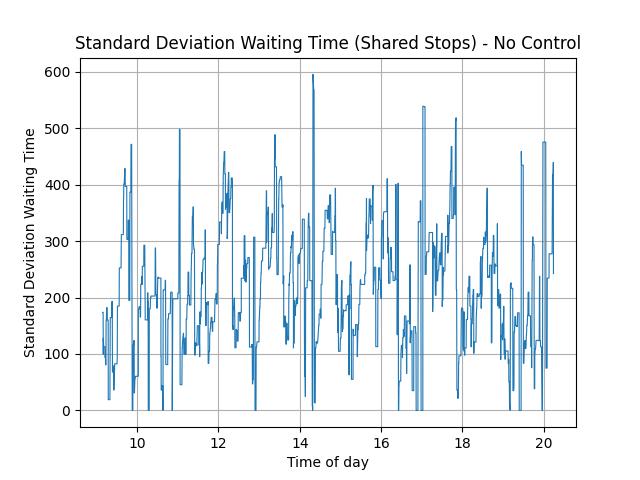 Standard Deviation Waiting Time (Shared Stops) - No Control
600
500
400
300
200
100
0
Standard Deviation Waiting Time
10 12 14 16 18 20
Time of day